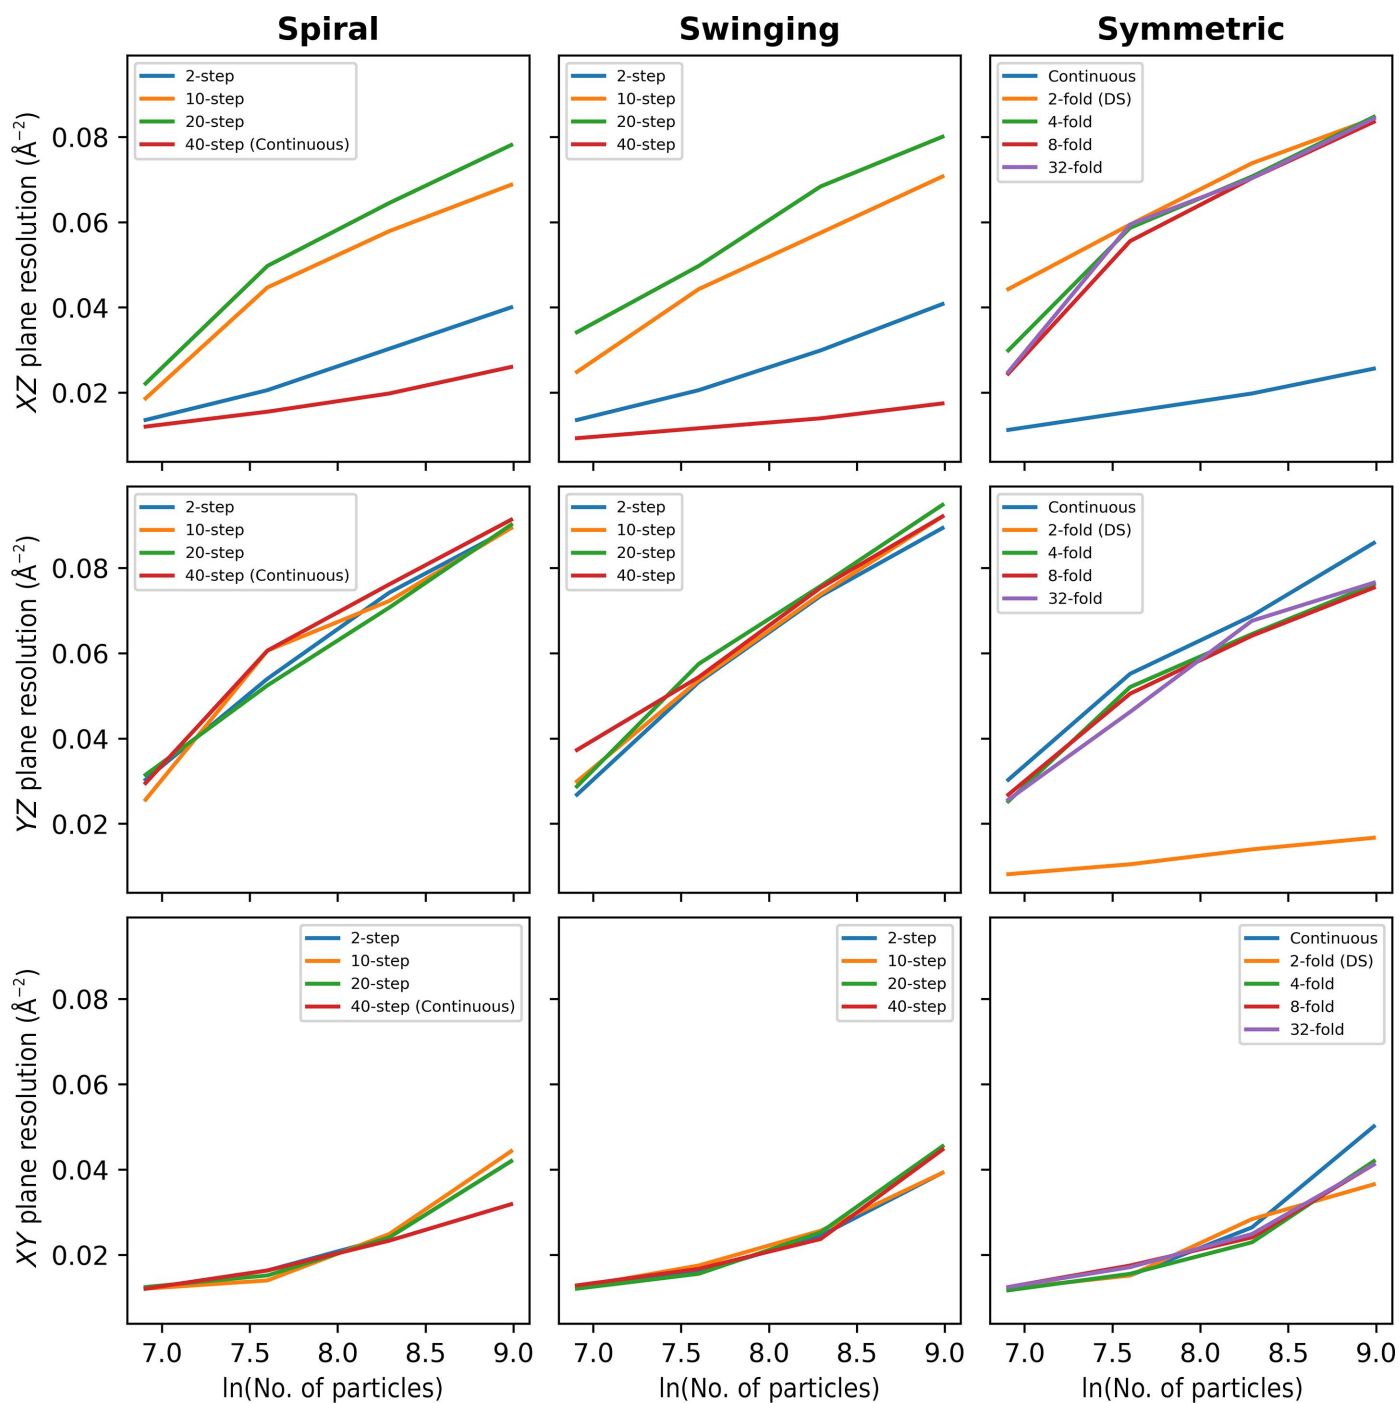 Spiral
Swinging
Symmetric
2-step
10-step
20-step
40-step (Continuous)
2-step
10-step
20-step
40-step
Continuous
2-fold (DS)
4-fold
8-fold
32-fold
XZ plane resolution (Å⁻²)
0.08
0.06
0.04
0.02
2-step
10-step
20-step
40-step (Continuous)
2-step
10-step
20-step
40-step
Continuous
2-fold (DS)
4-fold
8-fold
32-fold
YZ plane resolution (Å⁻²)
0.08
0.06
0.04
0.02
2-step
10-step
20-step
40-step (Continuous)
2-step
10-step
20-step
40-step
Continuous
2-fold (DS)
4-fold
8-fold
32-fold
XY plane resolution (Å⁻²)
0.08
0.06
0.04
0.02
7.0 7.5 8.0 8.5 9.0
7.0 7.5 8.0 8.5 9.0
7.0 7.5 8.0 8.5 9.0
ln(No. of particles)
ln(No. of particles)
ln(No. of particles)